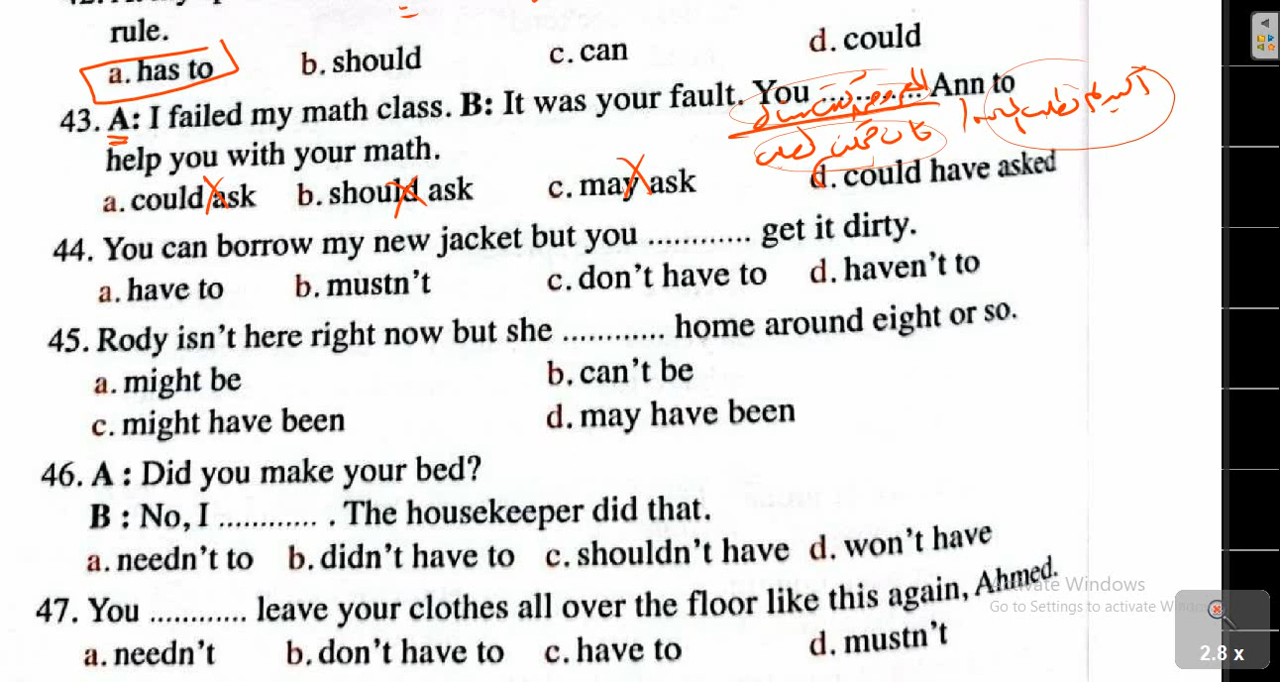 rule.
a. has to b. should c. can d. could
43. A: I failed my math class. B: It was your fault. You ............ Ann to
help you with your math.
a. could ask b. should ask c. may ask d. could have asked
44. You can borrow my new jacket but you ............ get it dirty.
a. have to b. mustn't c. don't have to d. haven't to
45. Rody isn't here right now but she ............ home around eight or so.
a. might be b. can't be
c. might have been d. may have been
46. A : Did you make your bed?
B : No, I ............ . The housekeeper did that.
a. needn't to b. didn't have to c. shouldn't have d. won't have
47. You ............ leave your clothes all over the floor like this again, Ahmed.
a. needn't b. don't have to c. have to d. mustn't
Activate Windows
Go to Settings to activate
2.8 x